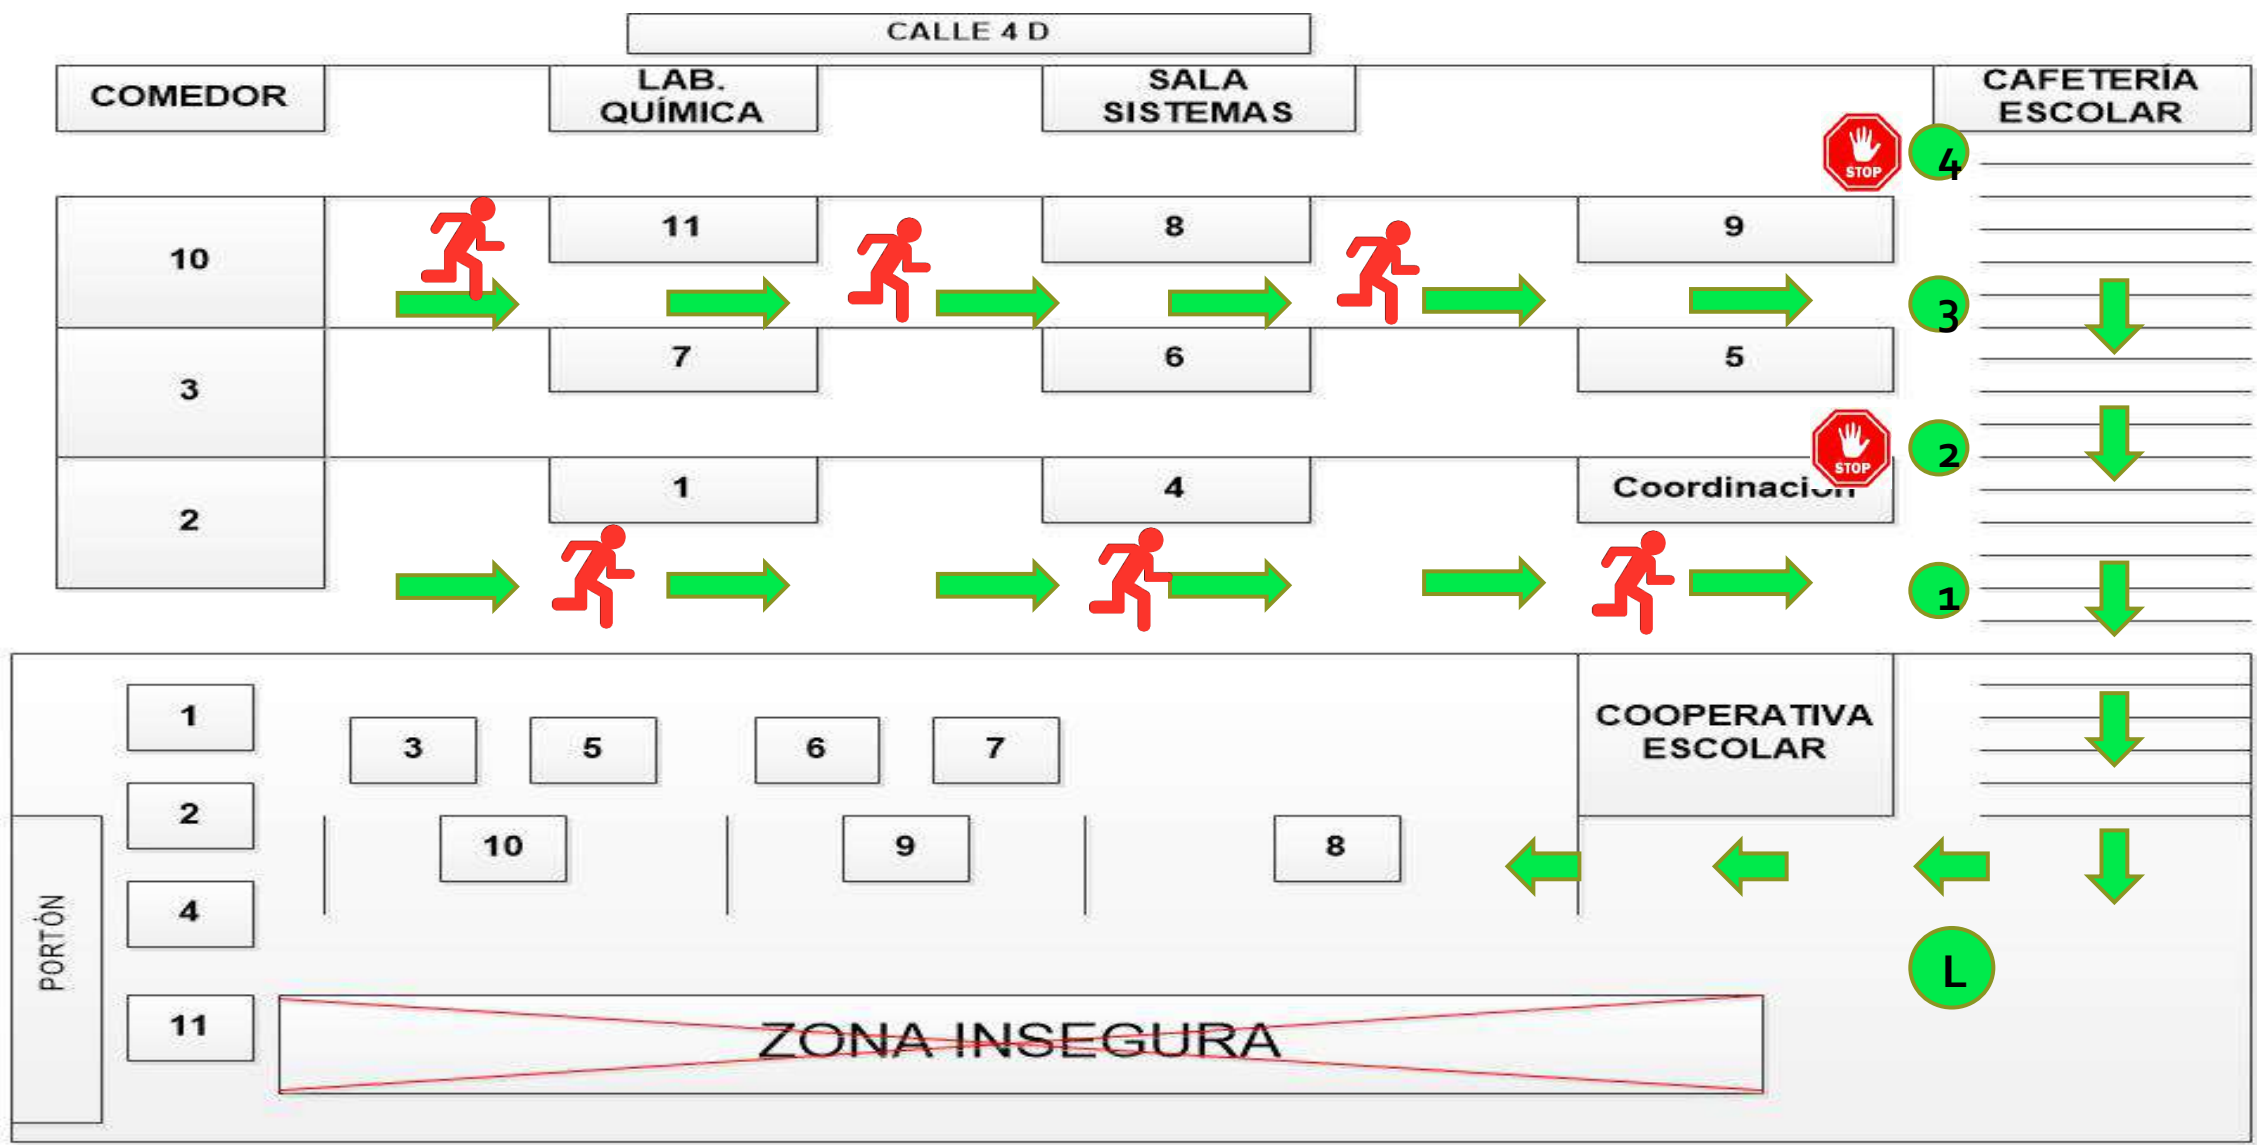 CALLE 4 D
COMEDOR
LAB.
QUÍMICA
SALA
SISTEMAS
CAFETERÍA
ESCOLAR
STOP
4
10
11
8
9
3
3
7
6
5
STOP
2
2
1
4
Coordinación
1
1
3
5
6
7
COOPERATIVA
ESCOLAR
2
10
9
8
4
PORTÓN
L
11
ZONA INSEGURA